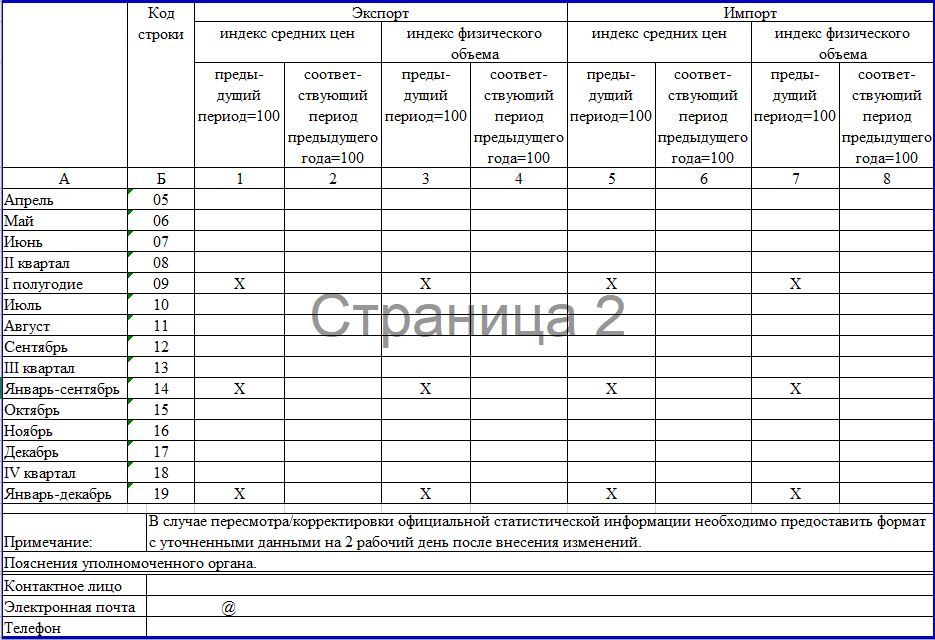 Код строки
Экспорт
Импорт
индекс средних цен
индекс физического объема
индекс средних цен
индекс физического объема
преды-
дущий
период=100
соответ-
ствующий
период
предыдущего
года=100
преды-
дущий
период=100
соответ-
ствующий
период
предыдущего
года=100
преды-
дущий
период=100
соответ-
ствующий
период
предыдущего
года=100
преды-
дущий
период=100
соответ-
ствующий
период
предыдущего
года=100
А Б 1 2 3 4 5 6 7 8
Апрель 05
Май 06
Июнь 07
II квартал 08
I полугодие 09 X X X X
Июль 10
Страница 2
Август 11
Сентябрь 12
III квартал 13
Январь-сентябрь 14 X X X X
Октябрь 15
Ноябрь 16
Декабрь 17
IV квартал 18
Январь-декабрь 19 X X X X
Примечание:
В случае пересмотра/корректировки официальной статистической информации необходимо предоставить формат
с уточненными данными на 2 рабочий день после внесения изменений.
Пояснения уполномоченного органа.
Контактное лицо
Электронная почта @
Телефон